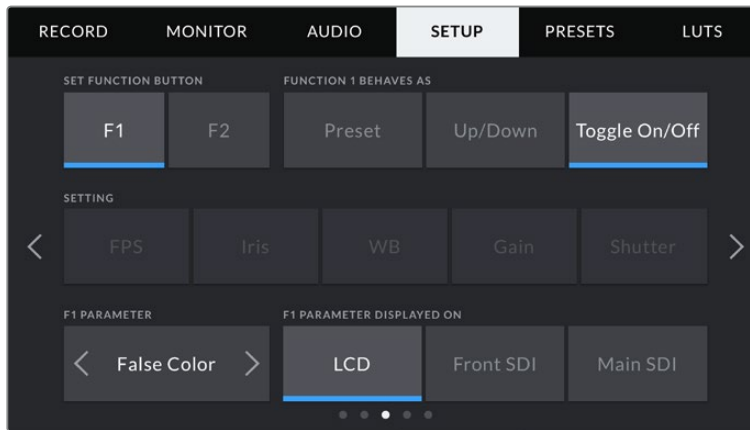 RECORD MONITOR AUDIO SETUP PRESETS LUTS
SET FUNCTION BUTTON FUNCTION 1 BEHAVES AS
F1 F2 Preset Up/Down Toggle On/Off
SETTING
FPS Iris WB Gain Shutter
F1 PARAMETER F1 PARAMETER DISPLAYED ON
False Color LCD Front SDI Main SDI